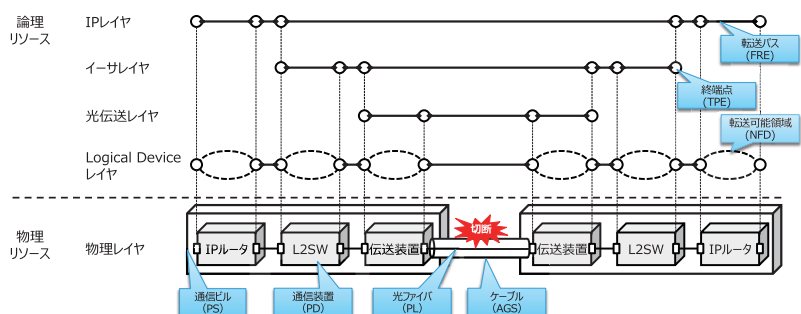 論理
リソース
IPレイヤ
転送パス
(FRE)
イーサレイヤ
終端点
(TPE)
光伝送レイヤ
転送可能領域
(NFD)
Logical Device
レイヤ
物理
リソース
物理レイヤ
切断
IPルータ
L2SW
伝送装置
伝送装置
L2SW
IPルータ
通信ビル
(PS)
通信装置
(PD)
光ファイバ
(PL)
ケーブル
(AGS)